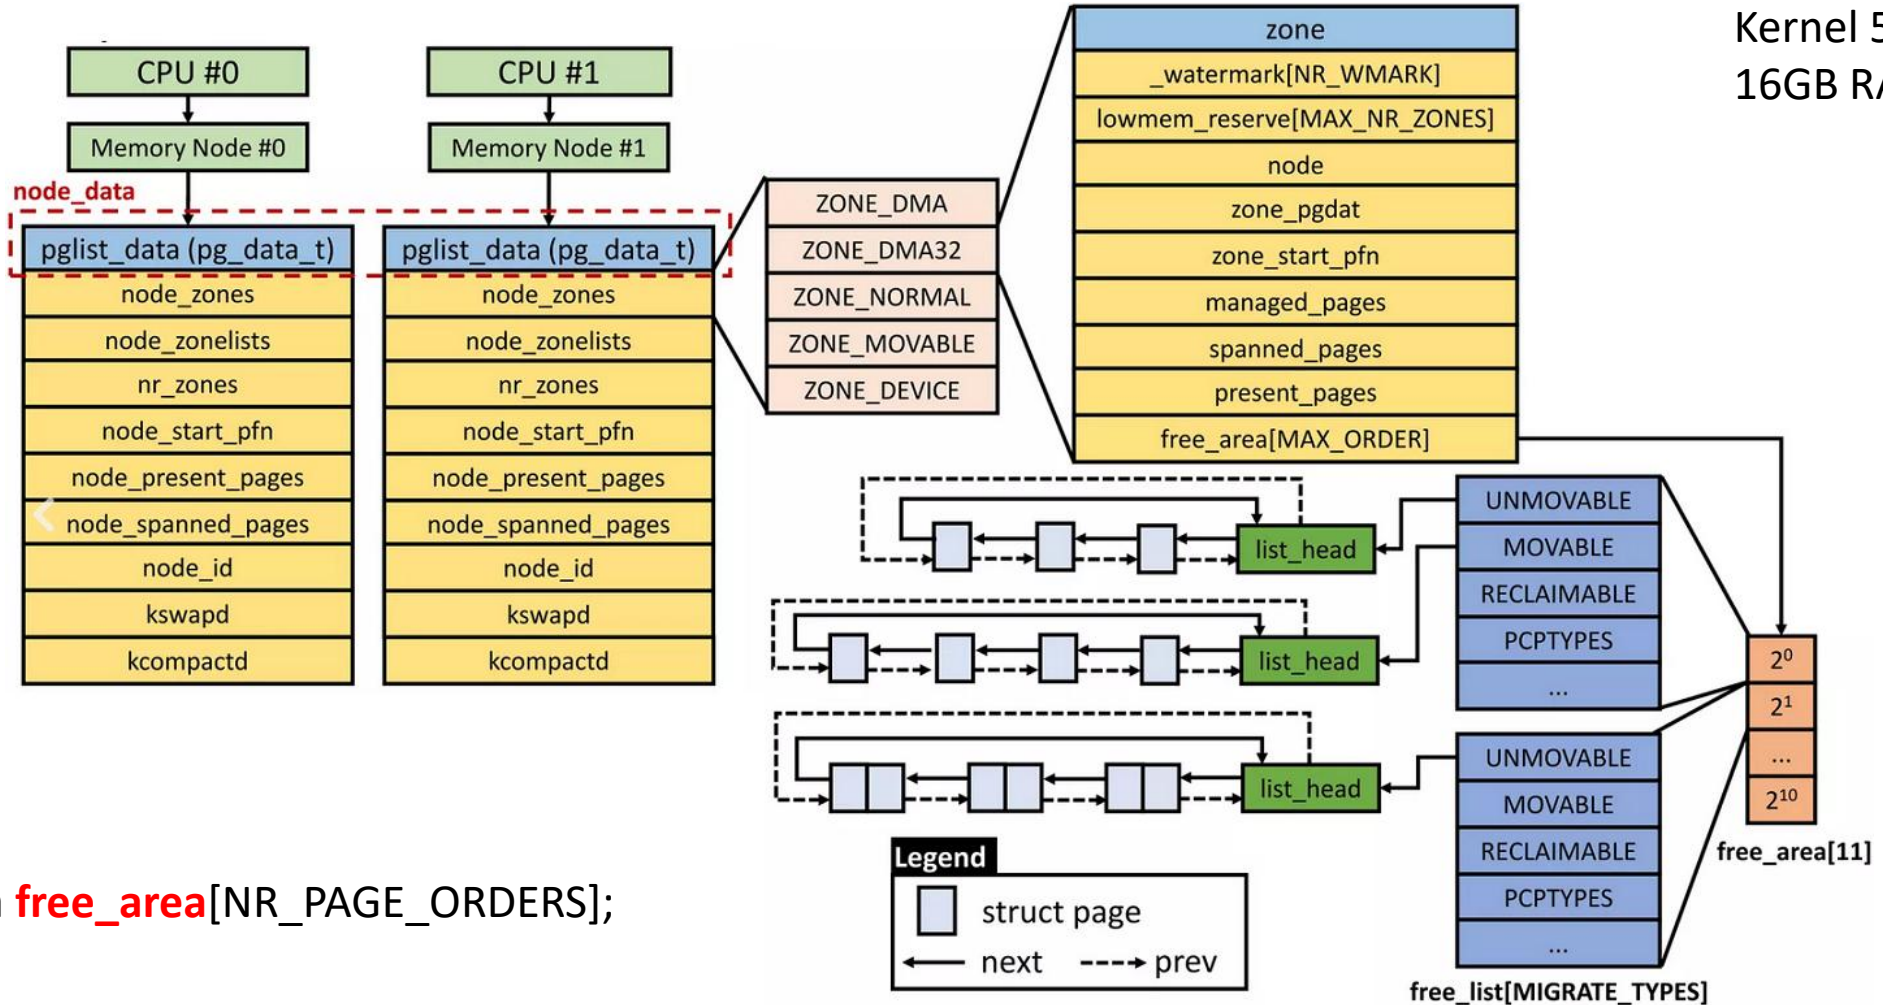 Kernel 5
16GB RA
CPU #0
Memory Node #0
CPU #1
Memory Node #1
node_data
pglist_data (pg_data_t)
node_zones
node_zonelists
nr_zones
node_start_pfn
node_present_pages
node_spanned_pages
node_id
kswapd
kcompactd
pglist_data (pg_data_t)
node_zones
node_zonelists
nr_zones
node_start_pfn
node_present_pages
node_spanned_pages
node_id
kswapd
kcompactd
ZONE_DMA
ZONE_DMA32
ZONE_NORMAL
ZONE_MOVABLE
ZONE_DEVICE
zone
_watermark[NR_WMARK]
lowmem_reserve[MAX_NR_ZONES]
node
zone_pgdat
zone_start_pfn
managed_pages
spanned_pages
present_pages
free_area[MAX_ORDER]
list_head
list_head
list_head
UNMOVABLE
MOVABLE
RECLAIMABLE
PCPTYPES
...
UNMOVABLE
MOVABLE
RECLAIMABLE
PCPTYPES
...
free_list[MIGRATE_TYPES]
2⁰
2¹
...
2¹⁰
free_area[11]
Legend
struct page
next
prev
free_area[NR_PAGE_ORDERS];